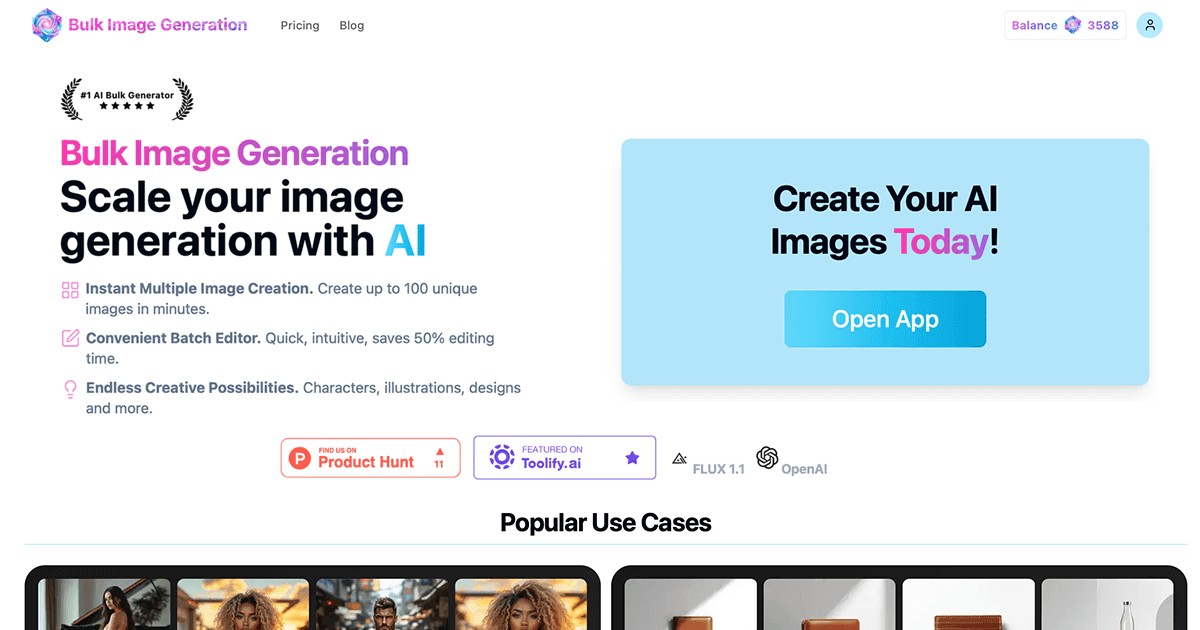 Bulk Image Generation
Pricing
Blog
Balance 3588
#1 AI Bulk Generator
Bulk Image Generation
Scale your image
generation with AI
Instant Multiple Image Creation. Create up to 100 unique
images in minutes.
Convenient Batch Editor. Quick, intuitive, saves 50% editing
time.
Endless Creative Possibilities. Characters, illustrations, designs
and more.
Create Your AI
Images Today!
Open App
FIND US ON
Product Hunt
11
FEATURED ON
Toolify.ai
FLUX 1.1
OpenAI
Popular Use Cases